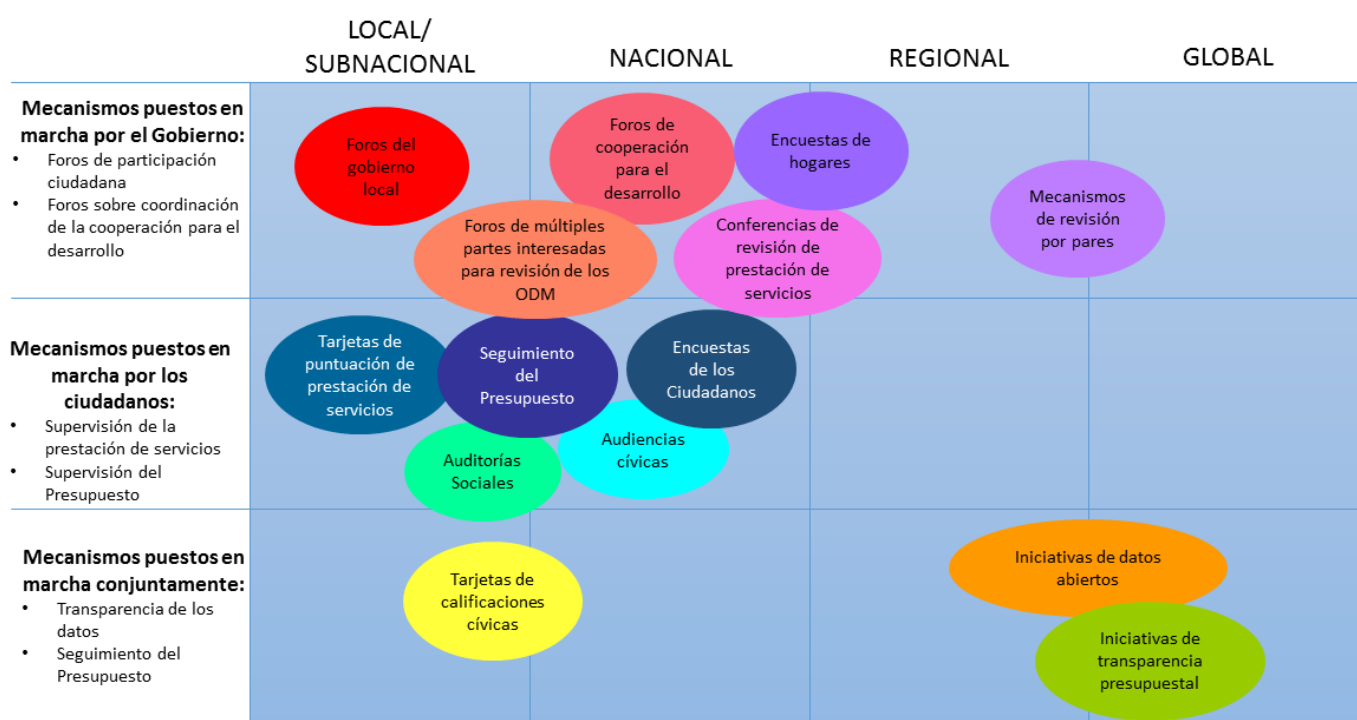 LOCAL/
SUBNACIONAL
NACIONAL
REGIONAL
GLOBAL
Mecanismos puestos en
marcha por el Gobierno:
• Foros de participación
ciudadana
• Foros sobre coordinación
de la cooperación para el
desarrollo
Foros del
gobierno
local
Foros de
cooperación
para el
desarrollo
Encuestas de
hogares
Mecanismos
de revisión
por pares
Foros de múltiples
partes interesadas
para revisión de los
ODM
Conferencias de
revisión de
prestación de
servicios
Mecanismos puestos en
marcha por los
ciudadanos:
• Supervisión de la
prestación de servicios
• Supervisión del
Presupuesto
Tarjetas de
puntuación de
prestación de
servicios
Seguimiento
del
Presupuesto
Encuestas
de los
Ciudadanos
Auditorías
Sociales
Audiencias
cívicas
Mecanismos puestos en
marcha conjuntamente:
• Transparencia de los
datos
• Seguimiento del
Presupuesto
Tarjetas de
calificaciones
cívicas
Iniciativas de datos
abiertos
Iniciativas de
transparencia
presupuestal